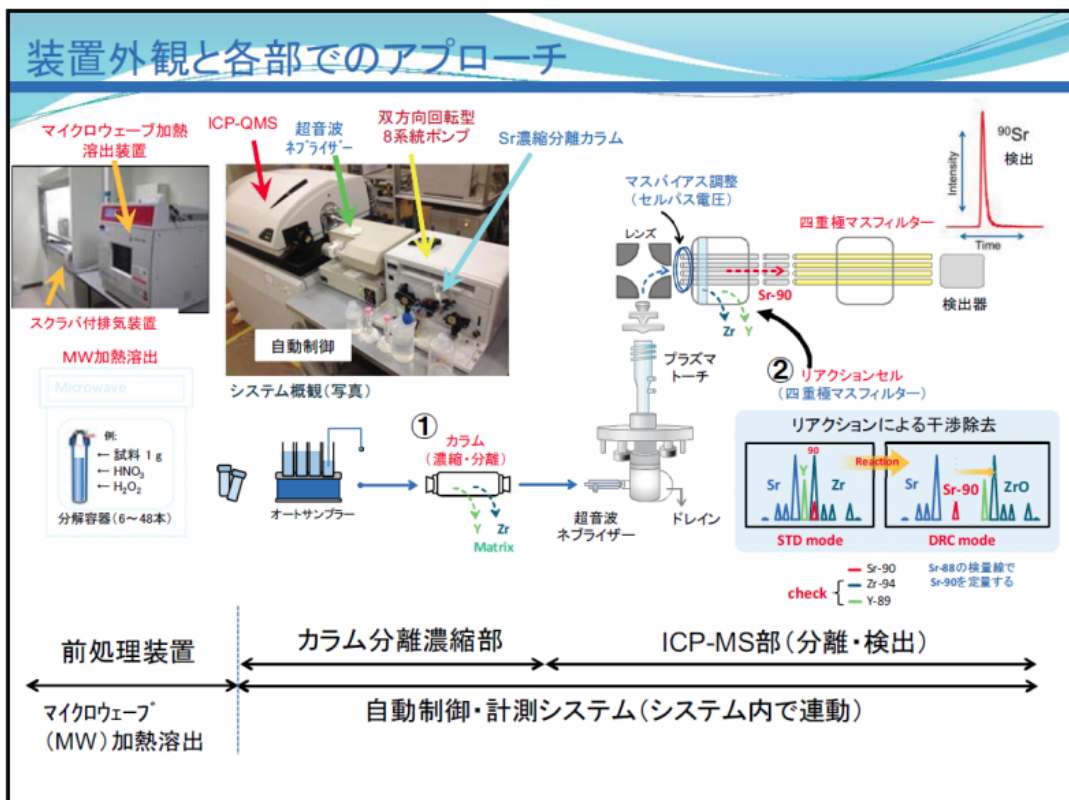 装置外観と各部でのアプローチ
マイクロウェーブ加熱
溶出装置
ICP-QMS
超音波
ネブライザー
双方向回転型
8系統ポンプ
Sr濃縮分離カラム
スクラバ付排気装置
自動制御
システム概観(写真)
MW加熱溶出
Microwave
例:
← 試料 1 g
← HNO3
← H2O2
分解容器(6~48本)
オートサンプラー
①
カラム
(濃縮・分離)
Y
Zr
Matrix
超音波
ネブライザー
ドレイン
プラズマ
トーチ
レンズ
マスバイアス調整
(セルパス電圧)
四重極マスフィルター
Sr-90
Zr
Y
検出器
90Sr
検出
Intensity
Time
②
リアクションセル
(四重極マスフィルター)
リアクションによる干渉除去
90
Sr
Y
Zr
Reaction
Sr
Sr-90
ZrO
STD mode
DRC mode
check
Sr-90
Zr-94
Y-89
Sr-88の検量線で
Sr-90を定量する
前処理装置
カラム分離濃縮部
ICP-MS部(分離・検出)
マイクロウェーブ
(MW)加熱溶出
自動制御・計測システム(システム内で連動)